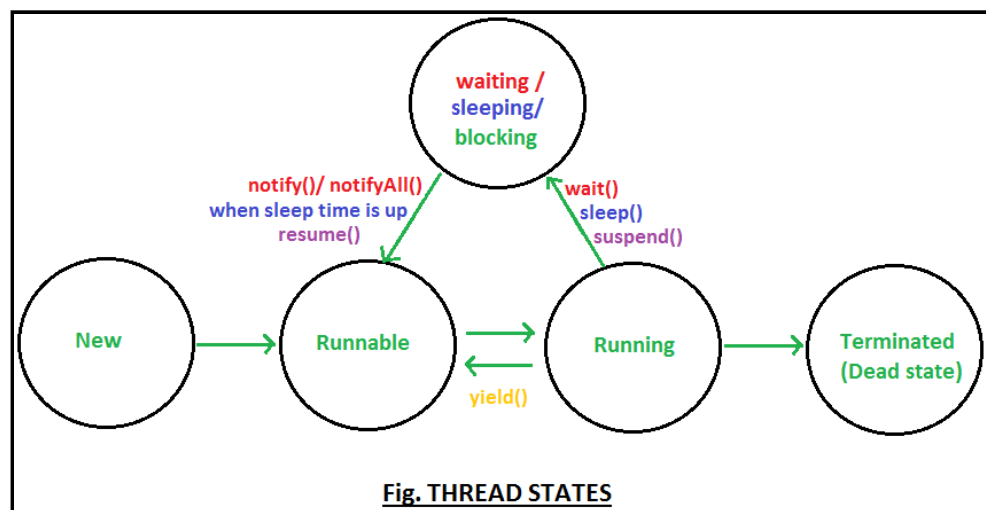 waiting /
sleeping/
blocking
notify()/ notifyAll()
when sleep time is up
resume()
wait()
sleep()
suspend()
New
Runnable
Running
Terminated
(Dead state)
yield()
Fig. THREAD STATES